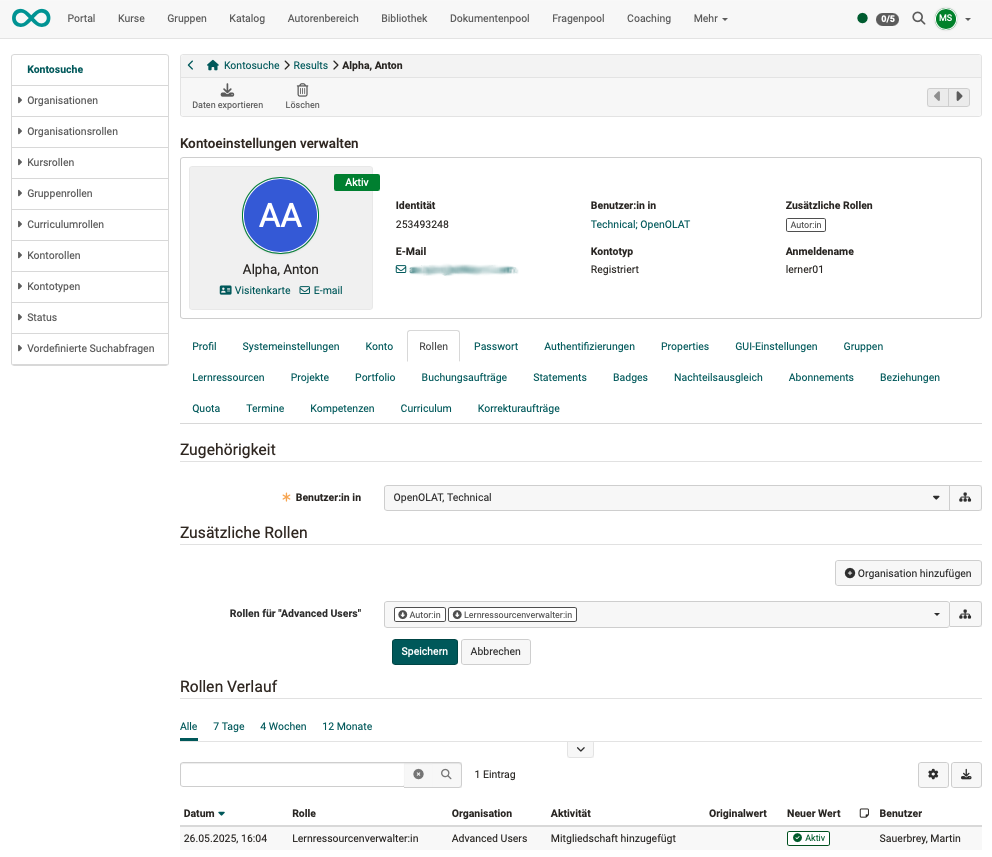 Portal Kurse Gruppen Katalog Autorenbereich Bibliothek Dokumentenpool Fragenpool Coaching Mehr 0/5 MS
Kontosuche
Organisationen
Organisationsrollen
Kursrollen
Gruppenrollen
Curriculumrollen
Kontorollen
Kontotypen
Status
Vordefinierte Suchabfragen
Kontosuche Results Alpha, Anton
Daten exportieren Löschen
Kontoeinstellungen verwalten
Aktiv
AA
Alpha, Anton
Visitenkarte E-mail
Identität Benutzer:in in Zusätzliche Rollen
253493248 Technical; OpenOLAT Autor:in
E-Mail Kontotyp Anmeldename
Registriert lerner01
Profil Systemeinstellungen Konto Rollen Passwort Authentifizierungen Properties GUI-Einstellungen Gruppen
Lernressourcen Projekte Portfolio Buchungsaufträge Statements Badges Nachteilsausgleich Abonnements Beziehungen
Quota Termine Kompetenzen Curriculum Korrekturaufträge
Zugehörigkeit
Benutzer:in in OpenOLAT, Technical
Zusätzliche Rollen
Organisation hinzufügen
Rollen für "Advanced Users" Autor:in Lernressourcenverwalter:in
Speichern Abbrechen
Rollen Verlauf
Alle 7 Tage 4 Wochen 12 Monate
1 Eintrag
Datum Rolle Organisation Aktivität Originalwert Neuer Wert Benutzer
26.05.2025, 16:04 Lernressourcenverwalter:in Advanced Users Mitgliedschaft hinzugefügt Aktiv Sauerbrey, Martin